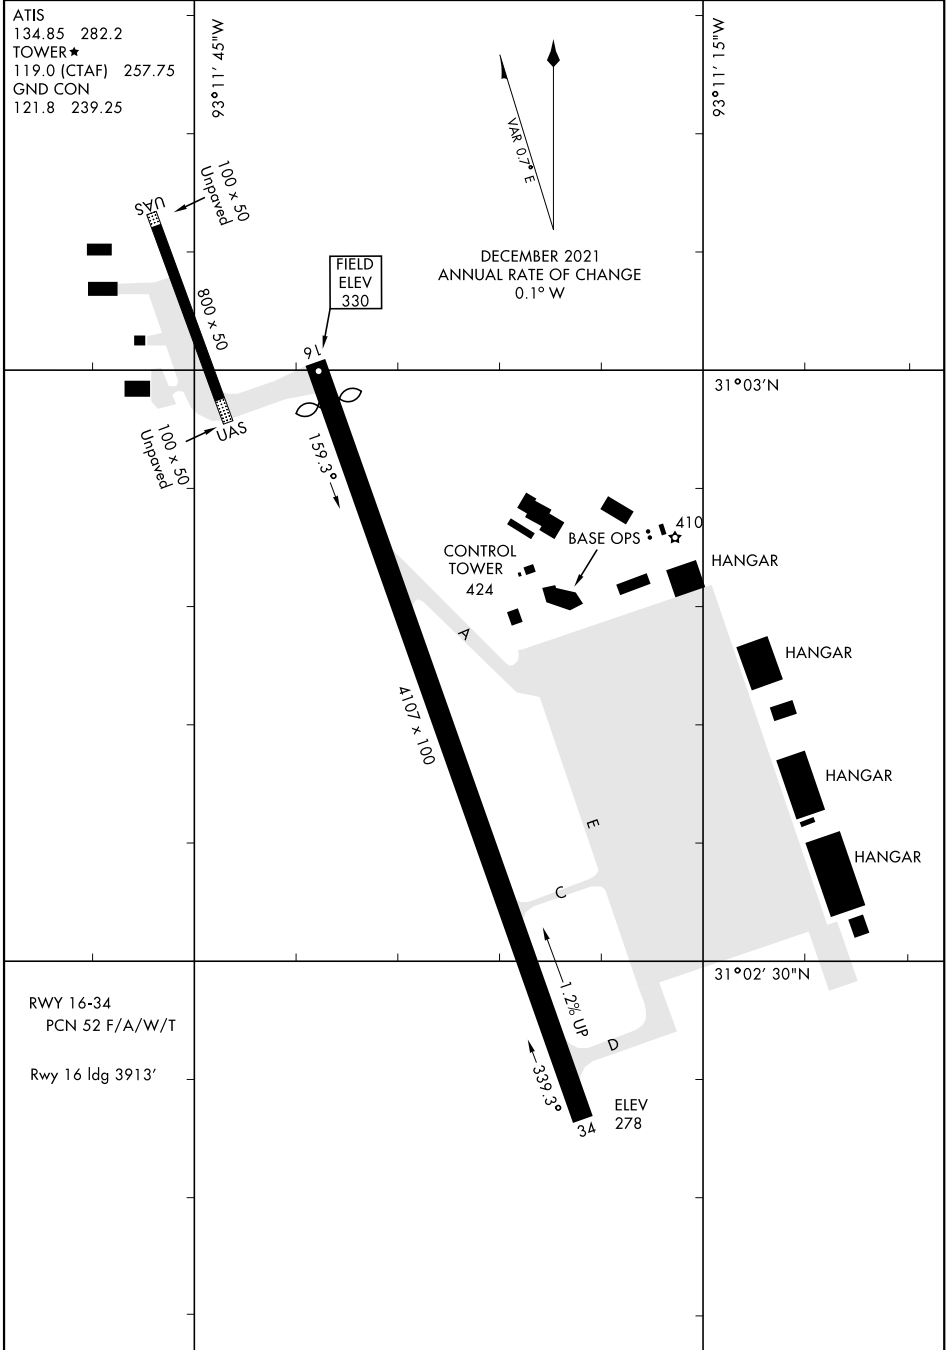 ATIS
134.85 282.2
TOWER★
119.0 (CTAF) 257.75
GND CON
121.8 239.25
93°11' 45"W
93°11' 15"W
VAR 0.7° E
DECEMBER 2021
ANNUAL RATE OF CHANGE
0.1° W
100 x 50
Unpaved
UAS
800 x 50
FIELD
ELEV
330
16
31°03'N
UAS
100 x 50
Unpaved
159.3°
410
BASE OPS
CONTROL
TOWER
424
HANGAR
A
HANGAR
4107 x 100
HANGAR
E
HANGAR
C
31°02' 30"N
1.2% UP
RWY 16-34
PCN 52 F/A/W/T
D
Rwy 16 ldg 3913'
339.3°
ELEV
278
34